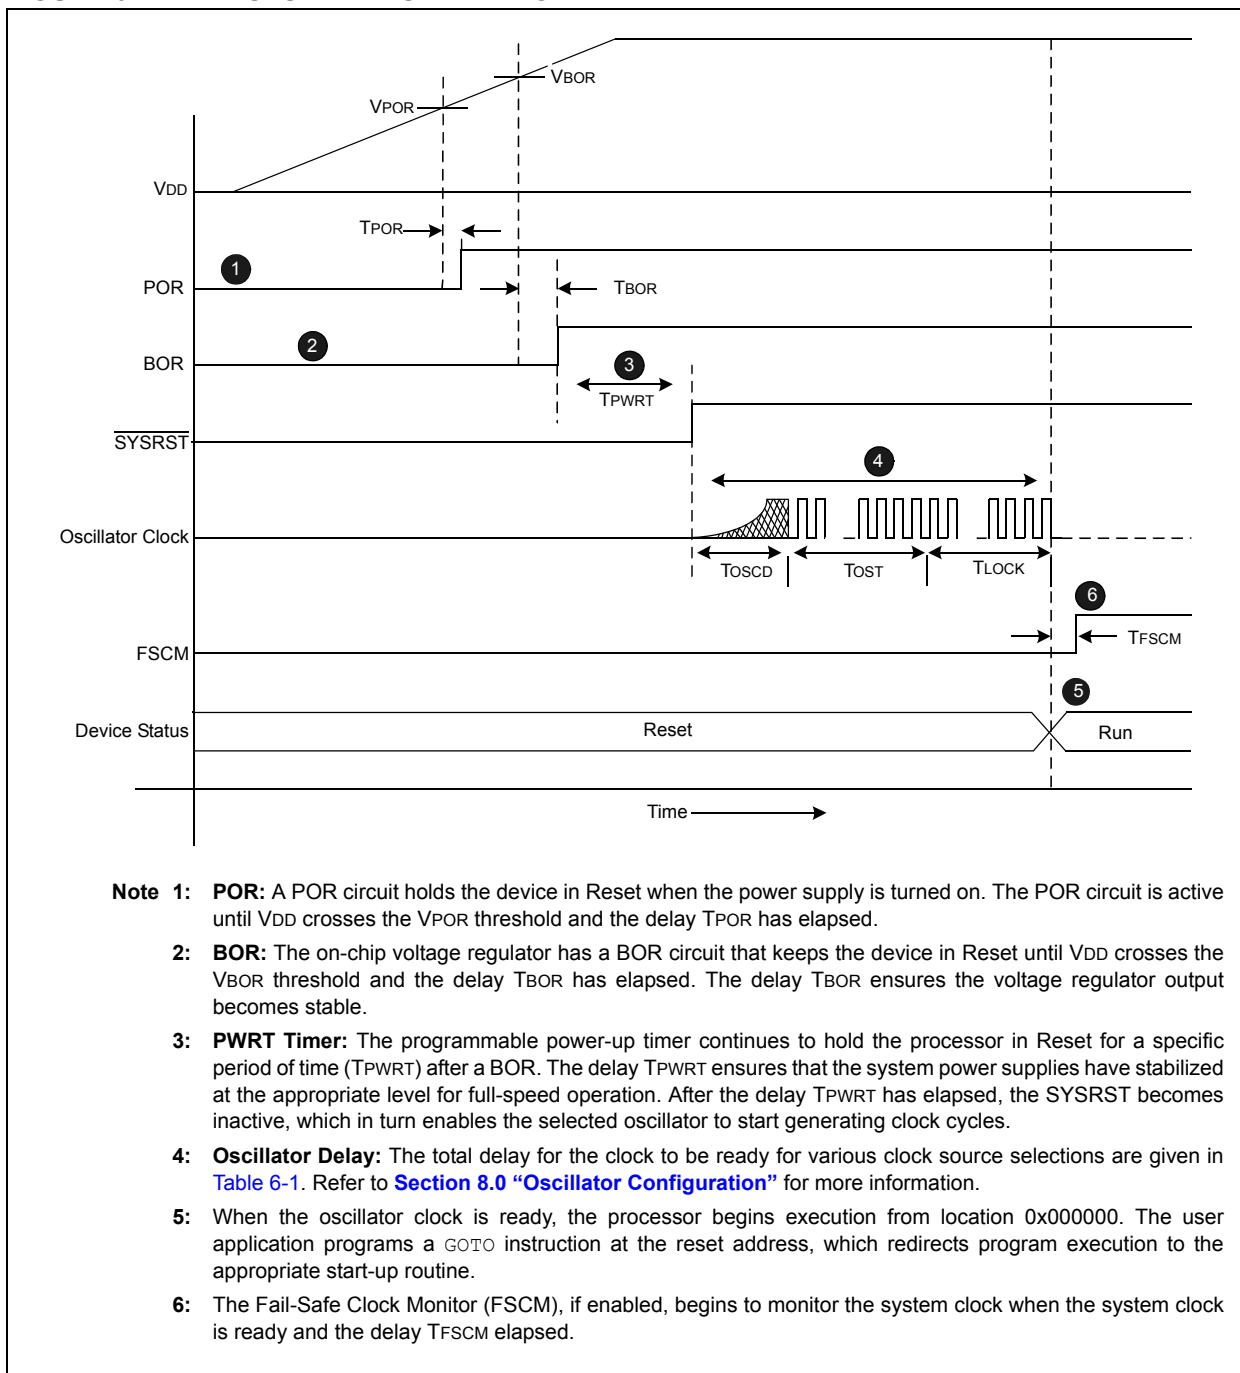 VBOR
VPOR
VDD
TPOR
1
POR
TBOR
2
BOR
3
TPWRT
SYSRST
4
Oscillator Clock
TOSCD
TOST
TLOCK
6
TFSCM
FSCM
5
Device Status
Reset
Run
Time
Note 1: POR: A POR circuit holds the device in Reset when the power supply is turned on. The POR circuit is active
until VDD crosses the VPOR threshold and the delay TPOR has elapsed.
2: BOR: The on-chip voltage regulator has a BOR circuit that keeps the device in Reset until VDD crosses the
VBOR threshold and the delay TBOR has elapsed. The delay TBOR ensures the voltage regulator output
becomes stable.
3: PWRT Timer: The programmable power-up timer continues to hold the processor in Reset for a specific
period of time (TPWRT) after a BOR. The delay TPWRT ensures that the system power supplies have stabilized
at the appropriate level for full-speed operation. After the delay TPWRT has elapsed, the SYSRST becomes
inactive, which in turn enables the selected oscillator to start generating clock cycles.
4: Oscillator Delay: The total delay for the clock to be ready for various clock source selections are given in
Table 6-1. Refer to Section 8.0 “Oscillator Configuration” for more information.
5: When the oscillator clock is ready, the processor begins execution from location 0x000000. The user
application programs a GOTO instruction at the reset address, which redirects program execution to the
appropriate start-up routine.
6: The Fail-Safe Clock Monitor (FSCM), if enabled, begins to monitor the system clock when the system clock
is ready and the delay TFSCM elapsed.